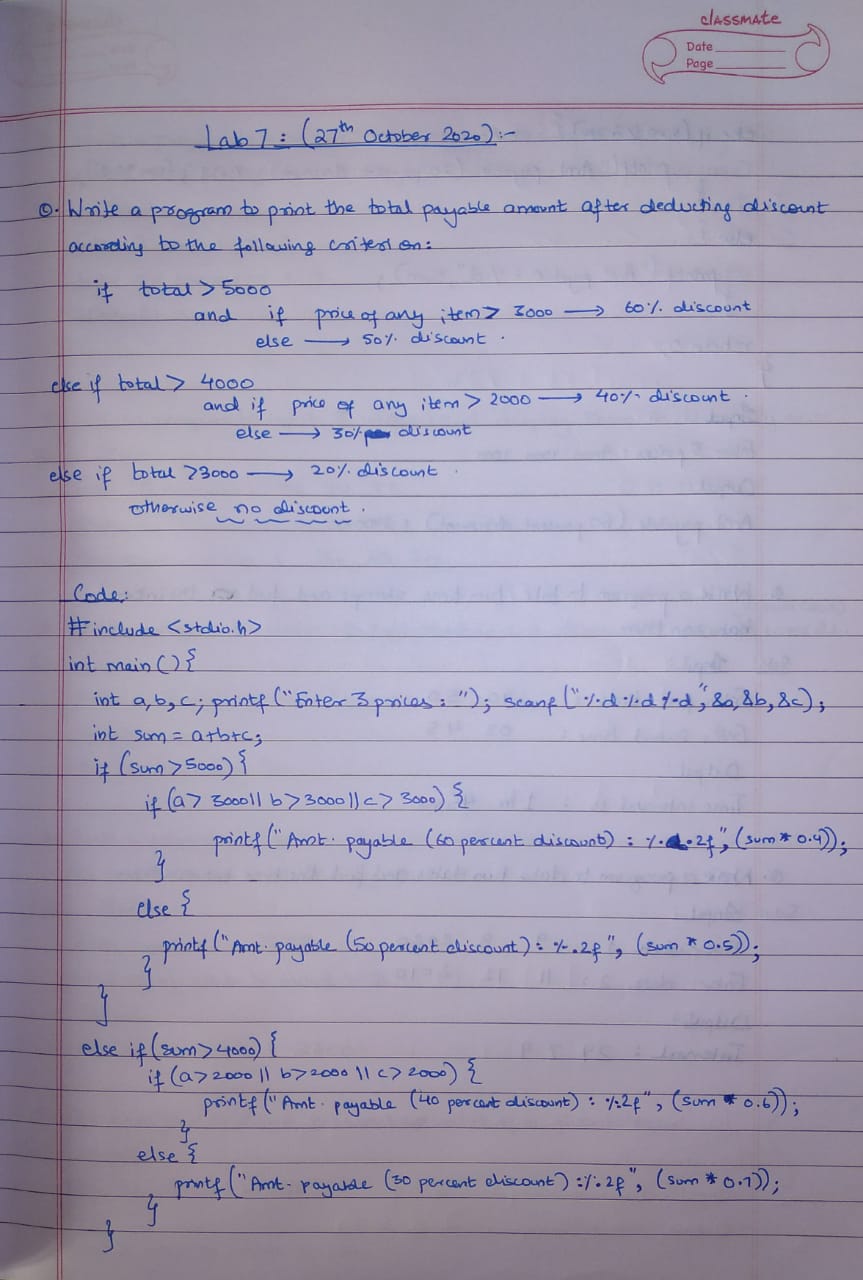 classmate
Date
Page
Lab 7 : (27th October 2020) :-
Q. Write a program to print the total payable amount after deducting discount
according to the following criterion:
if total > 5000
and if price of any item > 3000 → 60% discount
else → 50% discount .
else if total > 4000
and if price of any item > 2000 → 40% discount .
else → 30% discount
else if total >3000 → 20% discount .
otherwise no discount .
Code:
#include <stdio.h>
int main () {
int a,b,c; printf ("Enter 3 prices : "); scanf ("%d %d %d", &a, &b, &c);
int sum = a+b+c;
if (sum >5000) {
if (a> 3000 || b >3000 || c> 3000) {
printf ("Amt. payable (60 percent discount) : %.2f", (sum * 0.4));
}
else {
printf ("Amt. payable (50 percent discount) : %.2f ", (sum * 0.5));
}
}
else if (sum >4000) {
if (a>2000 || b>2000 || c> 2000) {
printf ("Amt. payable (40 percent discount) : %.2f", (sum * 0.6));
}
else {
printf ("Amt. payable (30 percent discount) :%.2f ", (sum * 0.7));
}
}